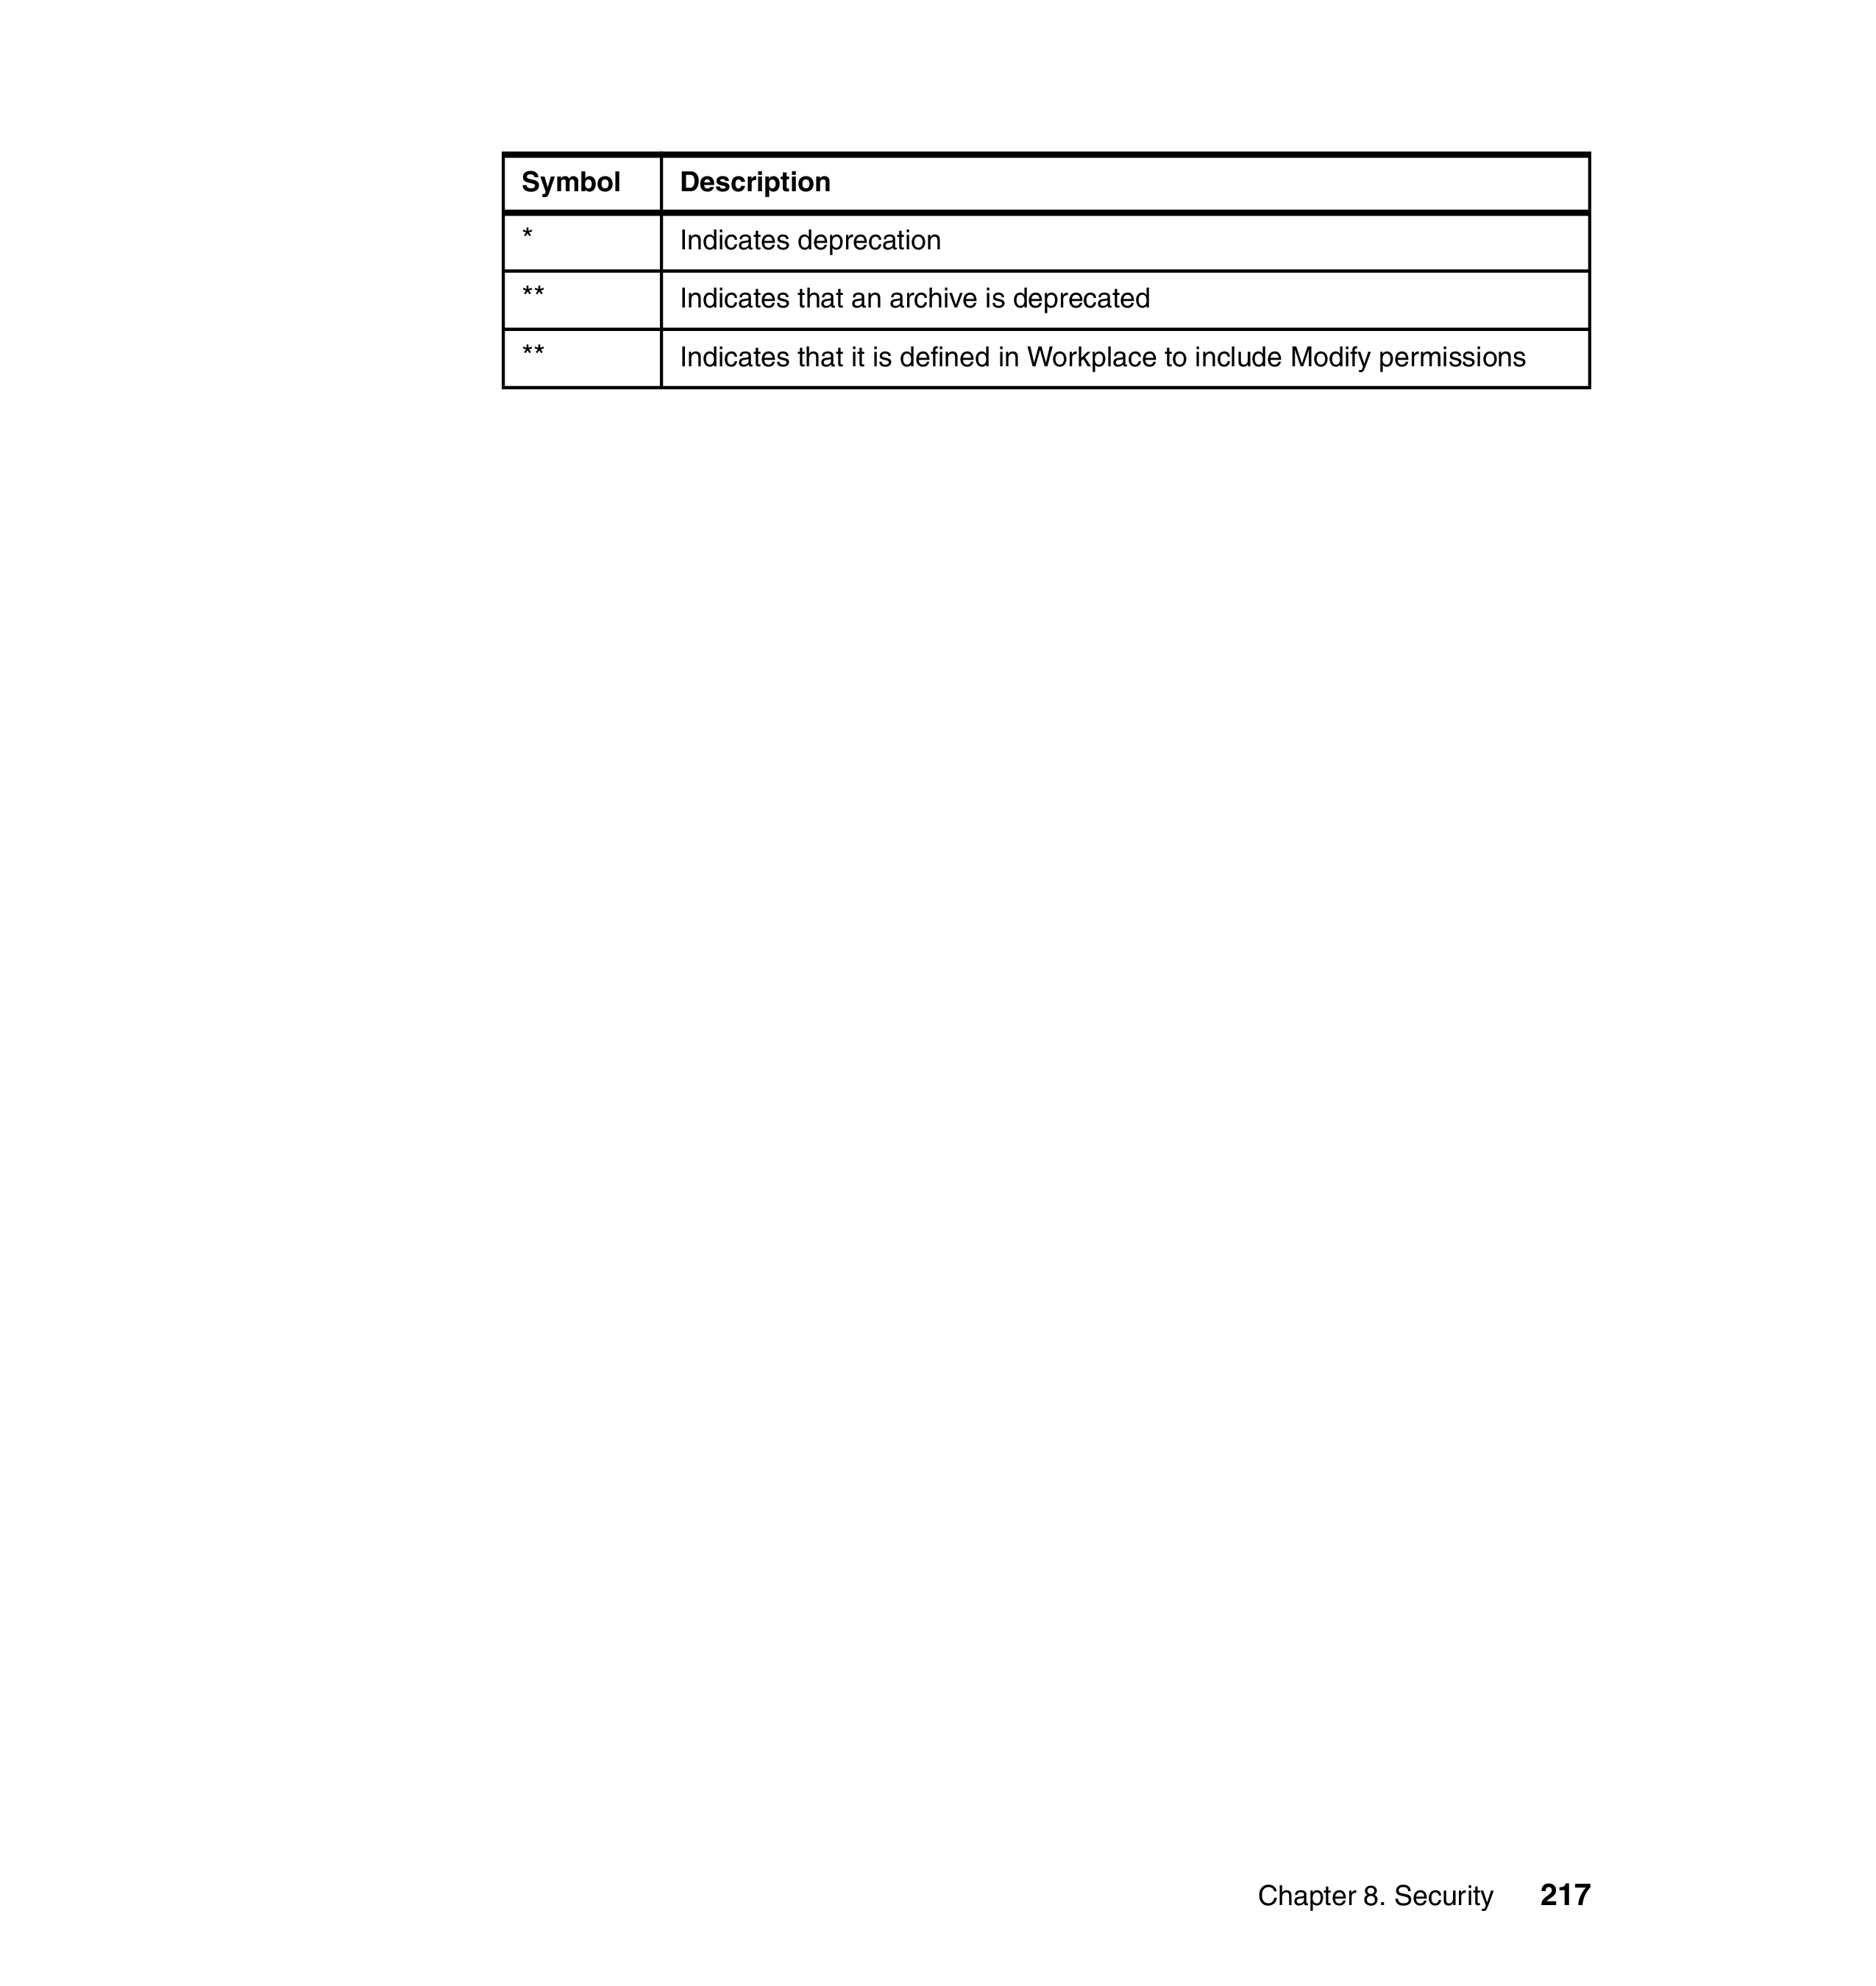 Symbol Description
* Indicates deprecation
** Indicates that an archive is deprecated
** Indicates that it is defined in Workplace to include Modify permissions
Chapter 8. Security 217